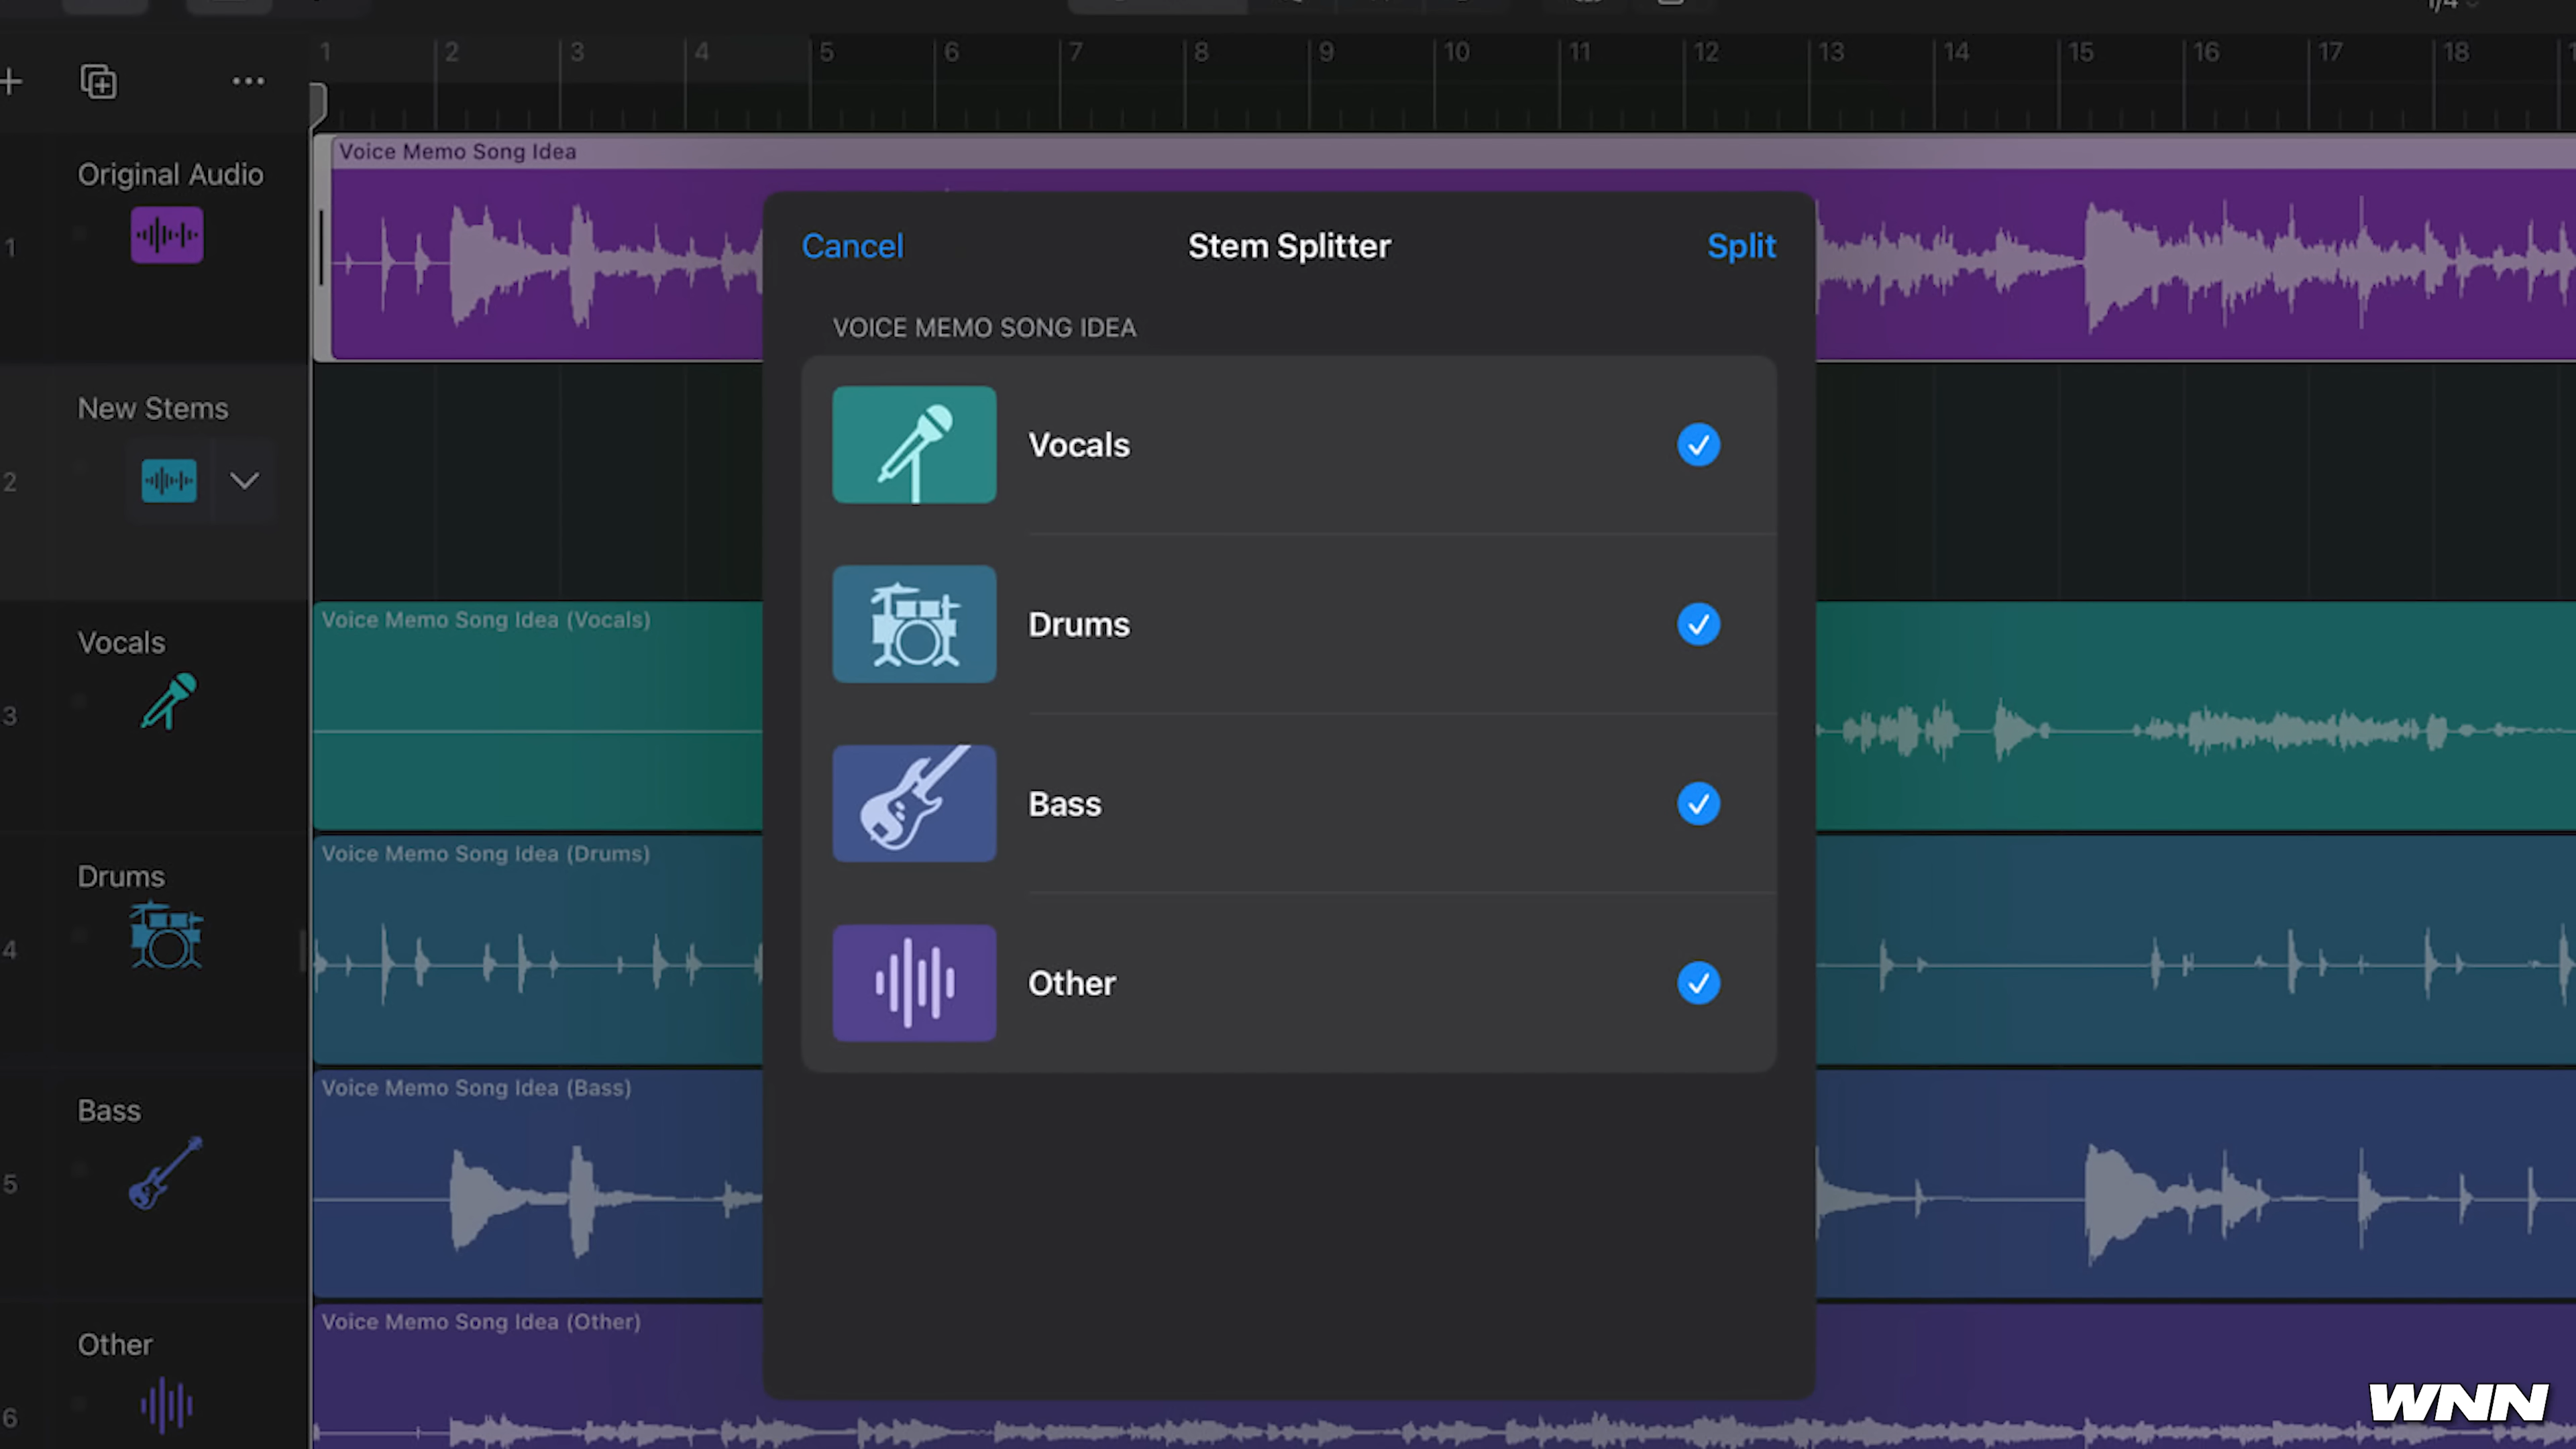 1 2 3 4 5 6 7 8 9 10 11 12 13 14 15 16 17 18
Original Audio
1
Voice Memo Song Idea
New Stems
2
Vocals
3
Voice Memo Song Idea (Vocals)
Drums
4
Voice Memo Song Idea (Drums)
Bass
5
Voice Memo Song Idea (Bass)
Other
6
Voice Memo Song Idea (Other)
Cancel Stem Splitter Split
VOICE MEMO SONG IDEA
Vocals
Drums
Bass
Other
WNN